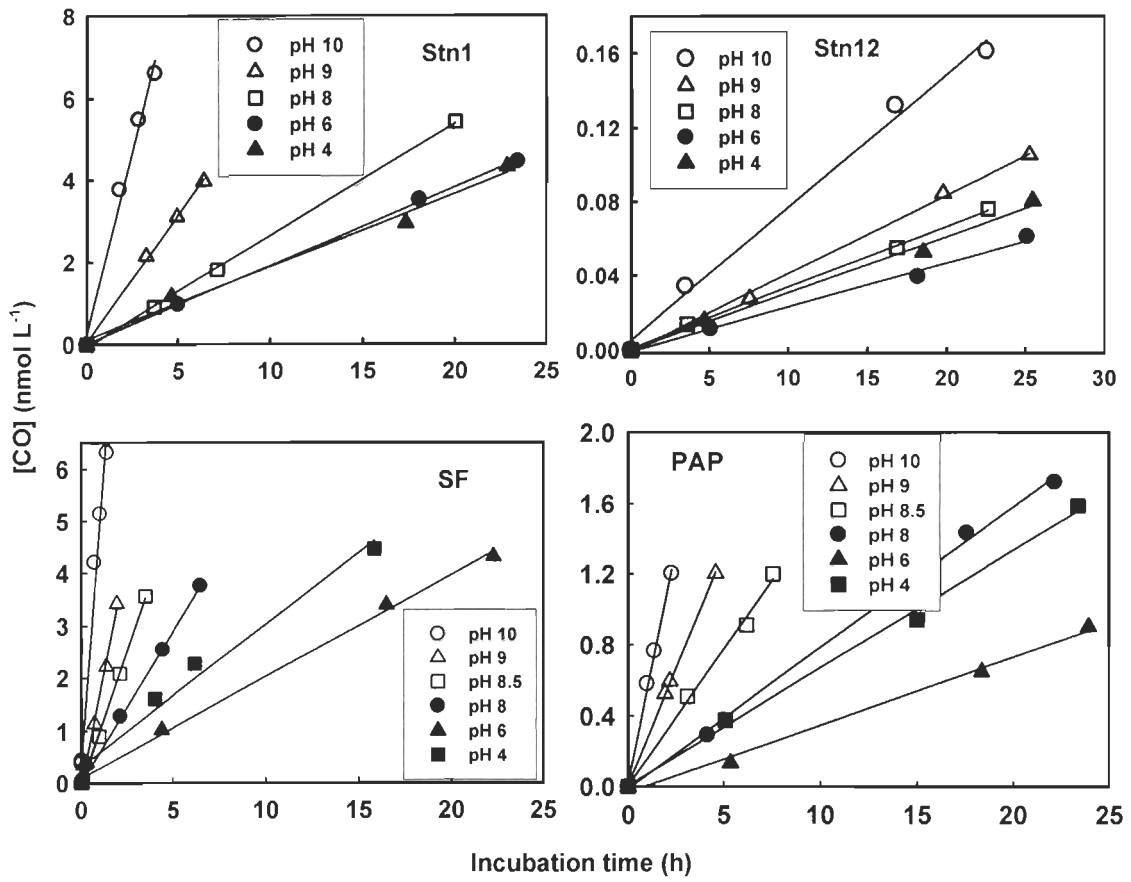 [CO] (nmol L⁻¹)
Stn1
pH 10
pH 9
pH 8
pH 6
pH 4
8
6
4
2
0
0 5 10 15 20 25
Stn12
pH 10
pH 9
pH 8
pH 6
pH 4
0.16
0.12
0.08
0.04
0.00
0 5 10 15 20 25 30
SF
pH 10
pH 9
pH 8.5
pH 8
pH 6
pH 4
6
5
4
3
2
1
0
0 5 10 15 20 25
PAP
pH 10
pH 9
pH 8.5
pH 8
pH 6
pH 4
2.0
1.6
1.2
0.8
0.4
0.0
0 5 10 15 20 25
Incubation time (h)